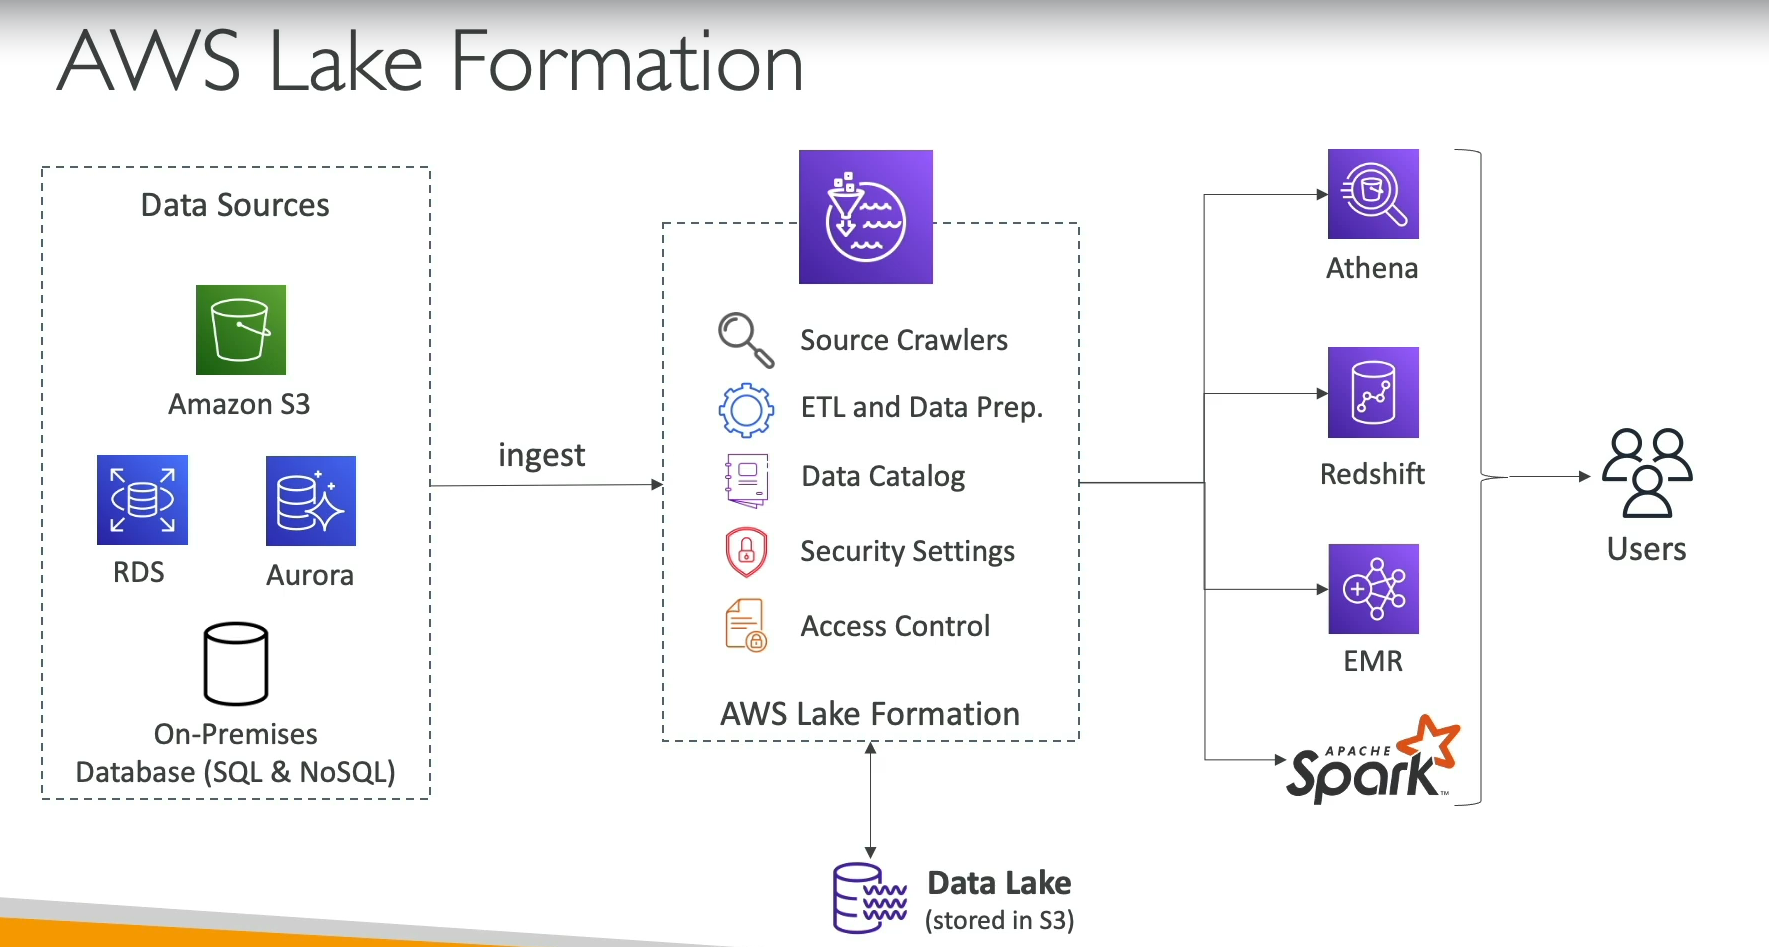 AWS Lake Formation
Data Sources
Amazon S3
RDS
Aurora
On-Premises
Database (SQL & NoSQL)
ingest
Source Crawlers
ETL and Data Prep.
Data Catalog
Security Settings
Access Control
AWS Lake Formation
Data Lake
(stored in S3)
Athena
Redshift
EMR
APACHE
Spark™
Users